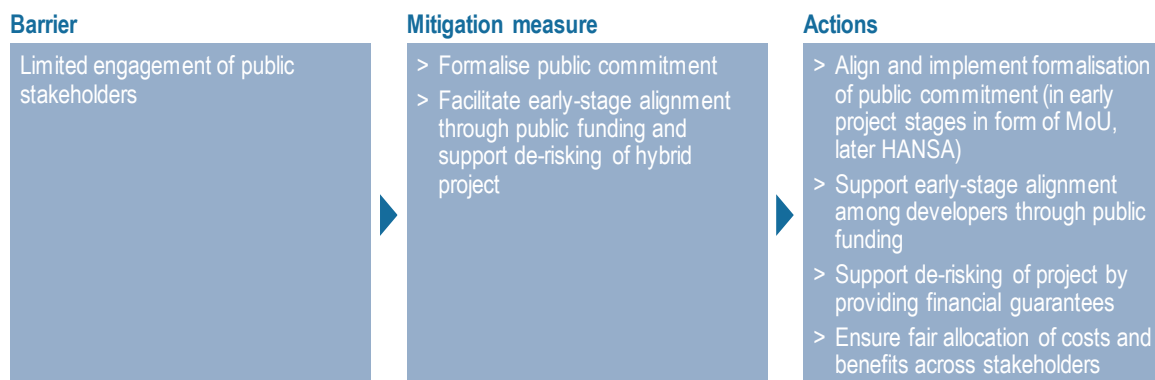 Barrier
Limited engagement of public
stakeholders
Mitigation measure
> Formalise public commitment
> Facilitate early-stage alignment
through public funding and
support de-risking of hybrid
project
Actions
> Align and implement formalisation
of public commitment (in early
project stages in form of MoU,
later HANSA)
> Support early-stage alignment
among developers through public
funding
> Support de-risking of project by
providing financial guarantees
> Ensure fair allocation of costs and
benefits across stakeholders